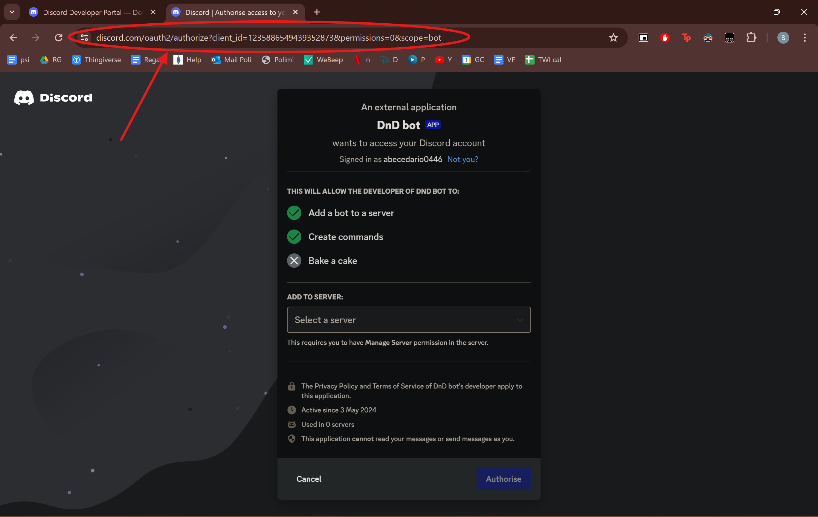 Discord Developer Portal — Do
Discord | Authorise access to yo
discord.com/oauth2/authorize?client_id=1235886549439352873&permissions=0&scope=bot
S
psi
RG
Thingiverse
Help
Mail Poli
Polimi
WeBeep
n
D
P
Y
GC
VF
TWI cal
Discord
An external application
DnD bot APP
wants to access your Discord account
Signed in as abecedario0446 Not you?
THIS WILL ALLOW THE DEVELOPER OF DND BOT TO:
Add a bot to a server
Create commands
Bake a cake
ADD TO SERVER:
Select a server
This requires you to have Manage Server permission in the server.
The Privacy Policy and Terms of Service of DnD bot's developer apply to
this application.
Active since 3 May 2024
Used in 0 servers
This application cannot read your messages or send messages as you.
Cancel
Authorise